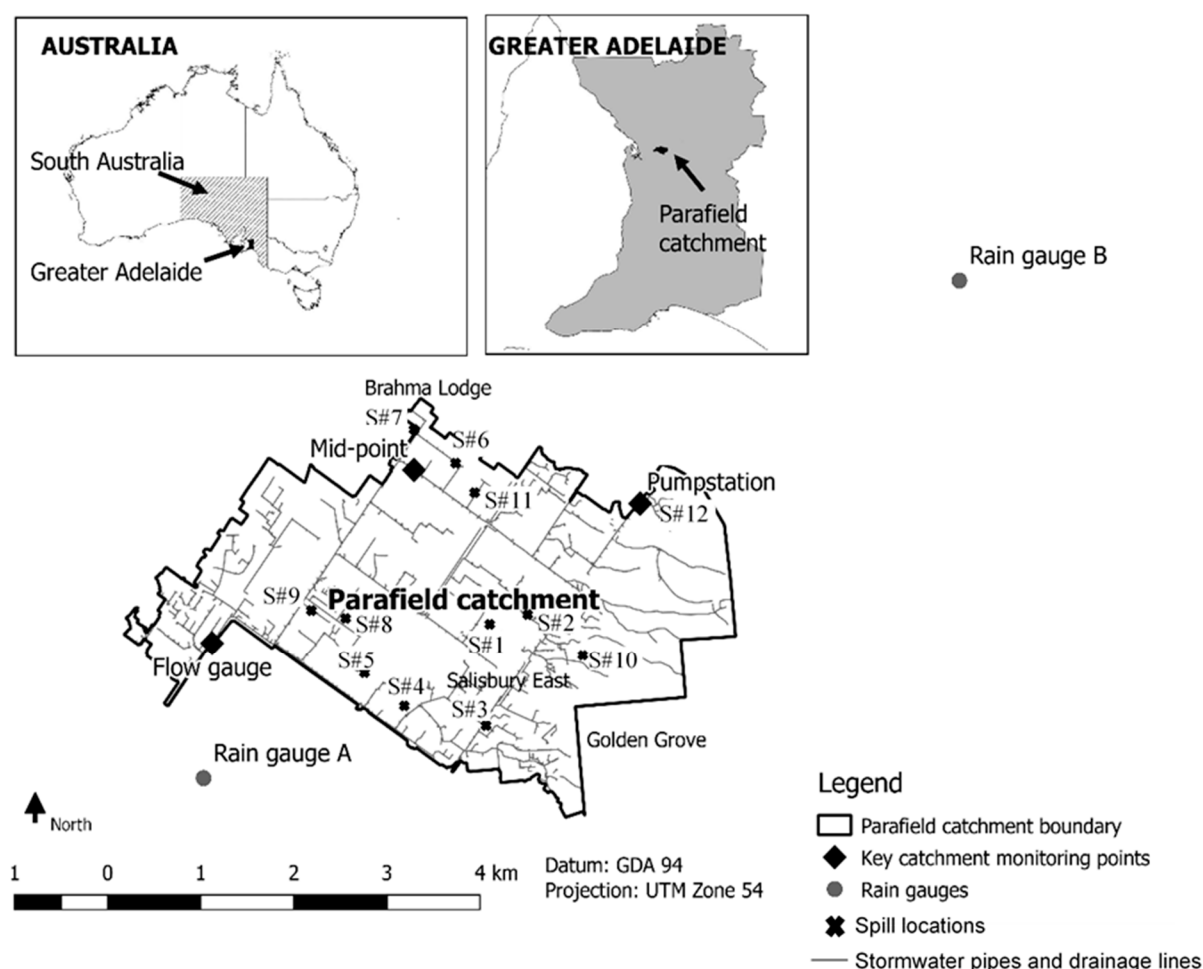 AUSTRALIA
South Australia
Greater Adelaide
GREATER ADELAIDE
Parafield
catchment
Rain gauge B
Brahma Lodge
S#7
Mid-point
S#6
S#11
Pumpstation
S#12
S#9
Parafield catchment
S#8
S#1
S#2
Flow gauge
S#5
S#10
S#4
Salisbury East
S#3
Golden Grove
Rain gauge A
North
1 0 1 2 3 4 km
Datum: GDA 94
Projection: UTM Zone 54
Legend
Parafield catchment boundary
Key catchment monitoring points
Rain gauges
Spill locations
Stormwater pipes and drainage lines